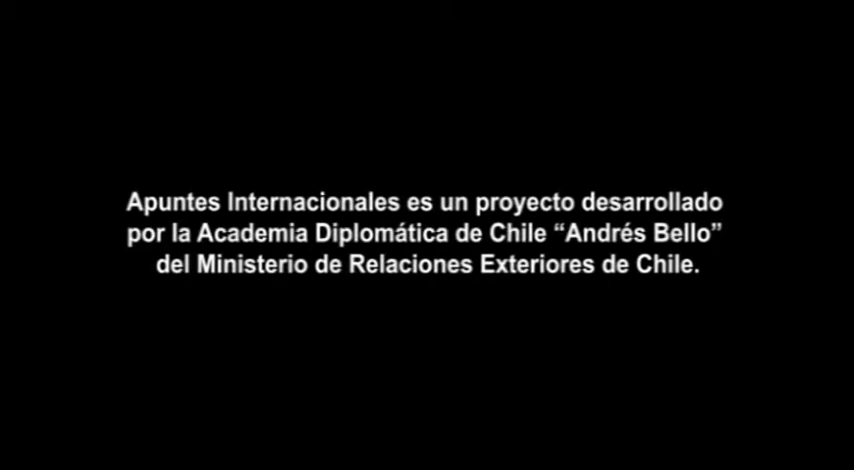 Apuntes Internacionales es un proyecto desarrollado
por la Academia Diplomática de Chile “Andrés Bello”
del Ministerio de Relaciones Exteriores de Chile.